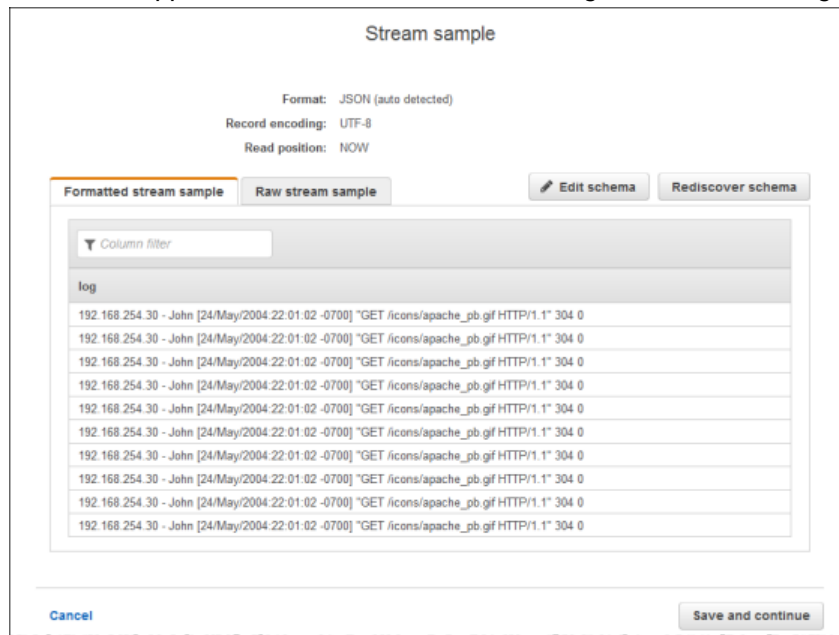 Stream sample
Format: JSON (auto detected)
Record encoding: UTF-8
Read position: NOW
Formatted stream sample Raw stream sample Edit schema Rediscover schema
Column filter
log
192.168.254.30 - John [24/May/2004:22:01:02 -0700] "GET /icons/apache_pb.gif HTTP/1.1" 304 0
192.168.254.30 - John [24/May/2004:22:01:02 -0700] "GET /icons/apache_pb.gif HTTP/1.1" 304 0
192.168.254.30 - John [24/May/2004:22:01:02 -0700] "GET /icons/apache_pb.gif HTTP/1.1" 304 0
192.168.254.30 - John [24/May/2004:22:01:02 -0700] "GET /icons/apache_pb.gif HTTP/1.1" 304 0
192.168.254.30 - John [24/May/2004:22:01:02 -0700] "GET /icons/apache_pb.gif HTTP/1.1" 304 0
192.168.254.30 - John [24/May/2004:22:01:02 -0700] "GET /icons/apache_pb.gif HTTP/1.1" 304 0
192.168.254.30 - John [24/May/2004:22:01:02 -0700] "GET /icons/apache_pb.gif HTTP/1.1" 304 0
192.168.254.30 - John [24/May/2004:22:01:02 -0700] "GET /icons/apache_pb.gif HTTP/1.1" 304 0
192.168.254.30 - John [24/May/2004:22:01:02 -0700] "GET /icons/apache_pb.gif HTTP/1.1" 304 0
192.168.254.30 - John [24/May/2004:22:01:02 -0700] "GET /icons/apache_pb.gif HTTP/1.1" 304 0
Cancel Save and continue